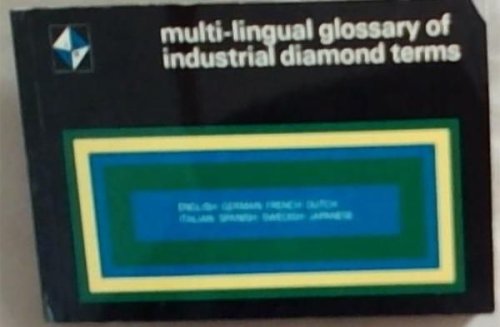 multi-lingual glossary of
industrial diamond terms
ENGLISH GERMAN FRENCH DUTCH
ITALIAN SPANISH SWEDISH JAPANESE